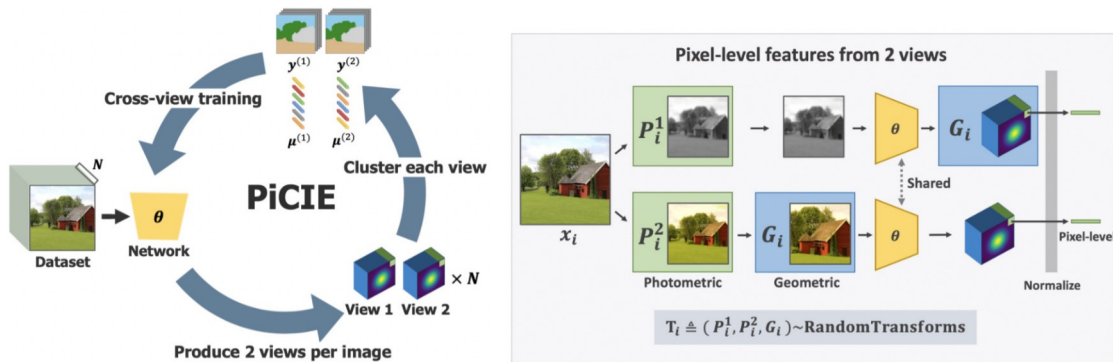 y(1) y(2)
μ(1) μ(2)
Cross-view training
Cluster each view
N
PiCIE
θ
Dataset
Network
× N
View 1 View 2
Produce 2 views per image
Pixel-level features from 2 views
P_i^1
θ
G_i
Shared
x_i
P_i^2
G_i
θ
Pixel-level
Photometric
Geometric
Normalize
T_i ≜ ( P_i^1, P_i^2, G_i )~RandomTransforms